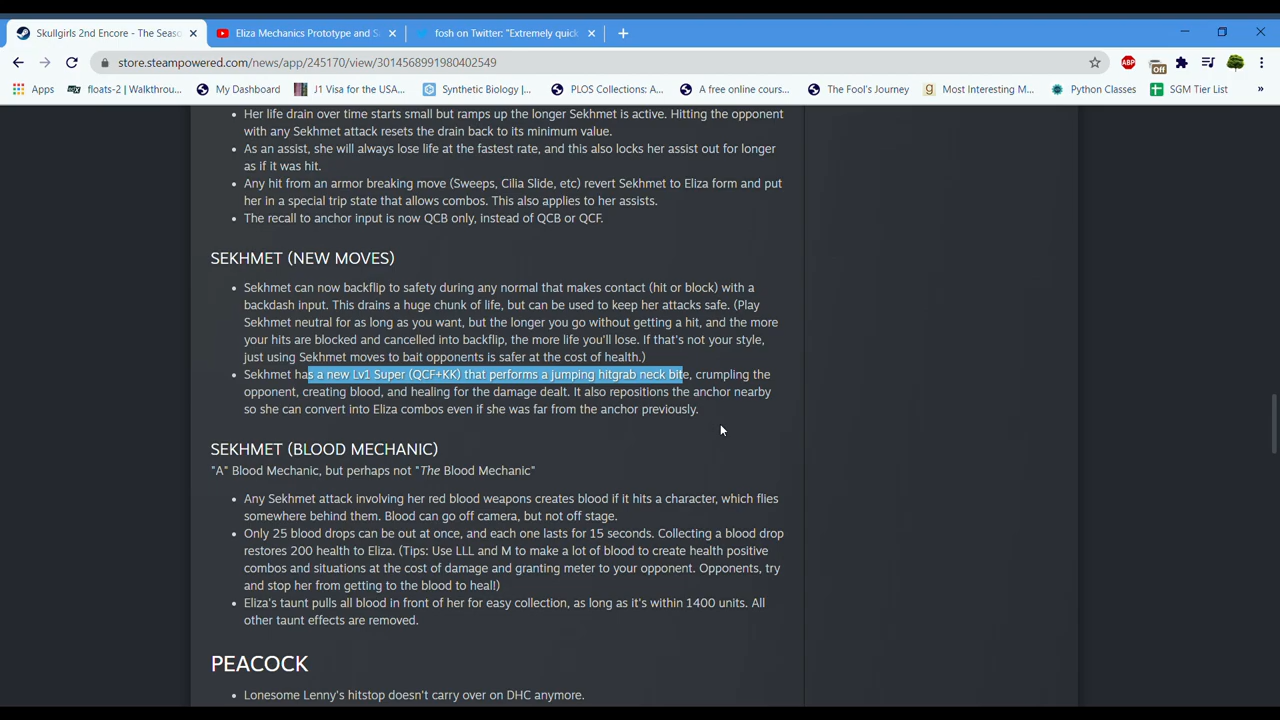 Skullgirls 2nd Encore - The Seaso
Eliza Mechanics Prototype and S
fosh on Twitter: "Extremely quick
store.steampowered.com/news/app/245170/view/3014568991980402549
ABP
Off
Apps
floats-2 | Walkthrou...
My Dashboard
J1 Visa for the USA...
Synthetic Biology |...
PLOS Collections: A...
A free online cours...
The Fool's Journey
Most Interesting M...
Python Classes
SGM Tier List
»
Her life drain over time starts small but ramps up the longer Sekhmet is active. Hitting the opponent
with any Sekhmet attack resets the drain back to its minimum value.
As an assist, she will always lose life at the fastest rate, and this also locks her assist out for longer
as if it was hit.
Any hit from an armor breaking move (Sweeps, Cilia Slide, etc) revert Sekhmet to Eliza form and put
her in a special trip state that allows combos. This also applies to her assists.
The recall to anchor input is now QCB only, instead of QCB or QCF.
SEKHMET (NEW MOVES)
Sekhmet can now backflip to safety during any normal that makes contact (hit or block) with a
backdash input. This drains a huge chunk of life, but can be used to keep her attacks safe. (Play
Sekhmet neutral for as long as you want, but the longer you go without getting a hit, and the more
your hits are blocked and cancelled into backflip, the more life you'll lose. If that's not your style,
just using Sekhmet moves to bait opponents is safer at the cost of health.)
Sekhmet has a new Lv1 Super (QCF+KK) that performs a jumping hitgrab neck bite, crumpling the
opponent, creating blood, and healing for the damage dealt. It also repositions the anchor nearby
so she can convert into Eliza combos even if she was far from the anchor previously.
SEKHMET (BLOOD MECHANIC)
"A" Blood Mechanic, but perhaps not "The Blood Mechanic"
Any Sekhmet attack involving her red blood weapons creates blood if it hits a character, which flies
somewhere behind them. Blood can go off camera, but not off stage.
Only 25 blood drops can be out at once, and each one lasts for 15 seconds. Collecting a blood drop
restores 200 health to Eliza. (Tips: Use LLL and M to make a lot of blood to create health positive
combos and situations at the cost of damage and granting meter to your opponent. Opponents, try
and stop her from getting to the blood to heal!)
Eliza's taunt pulls all blood in front of her for easy collection, as long as it's within 1400 units. All
other taunt effects are removed.
PEACOCK
Lonesome Lenny's hitstop doesn't carry over on DHC anymore.